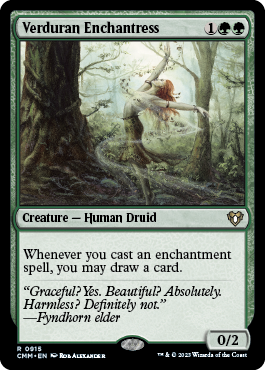 Verduran Enchantress 1
Creature — Human Druid
Whenever you cast an enchantment
spell, you may draw a card.
“Graceful? Yes. Beautiful? Absolutely.
Harmless? Definitely not.”
—Fyndhorn elder
0/2
R 0915
CMM • EN Rob Alexander
™ & © 2023 Wizards of the Coast